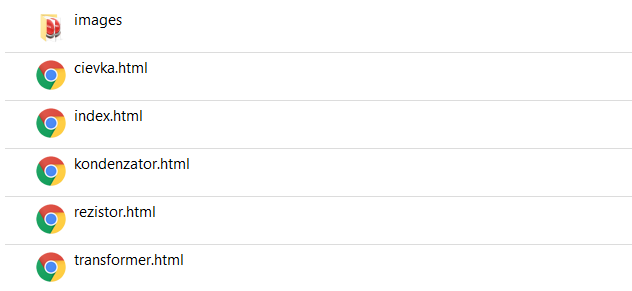 images
cievka.html
index.html
kondenzator.html
rezistor.html
transformer.html